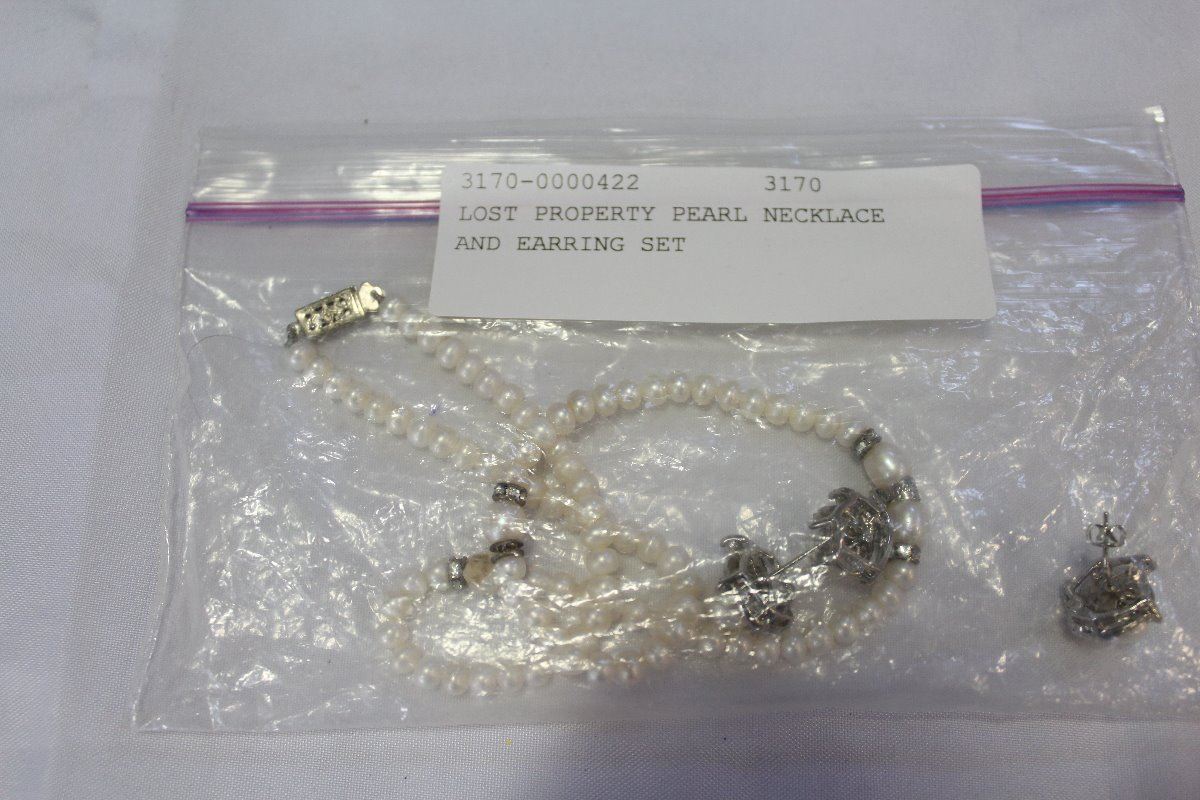 3170-0000422 3170
LOST PROPERTY PEARL NECKLACE
AND EARRING SET